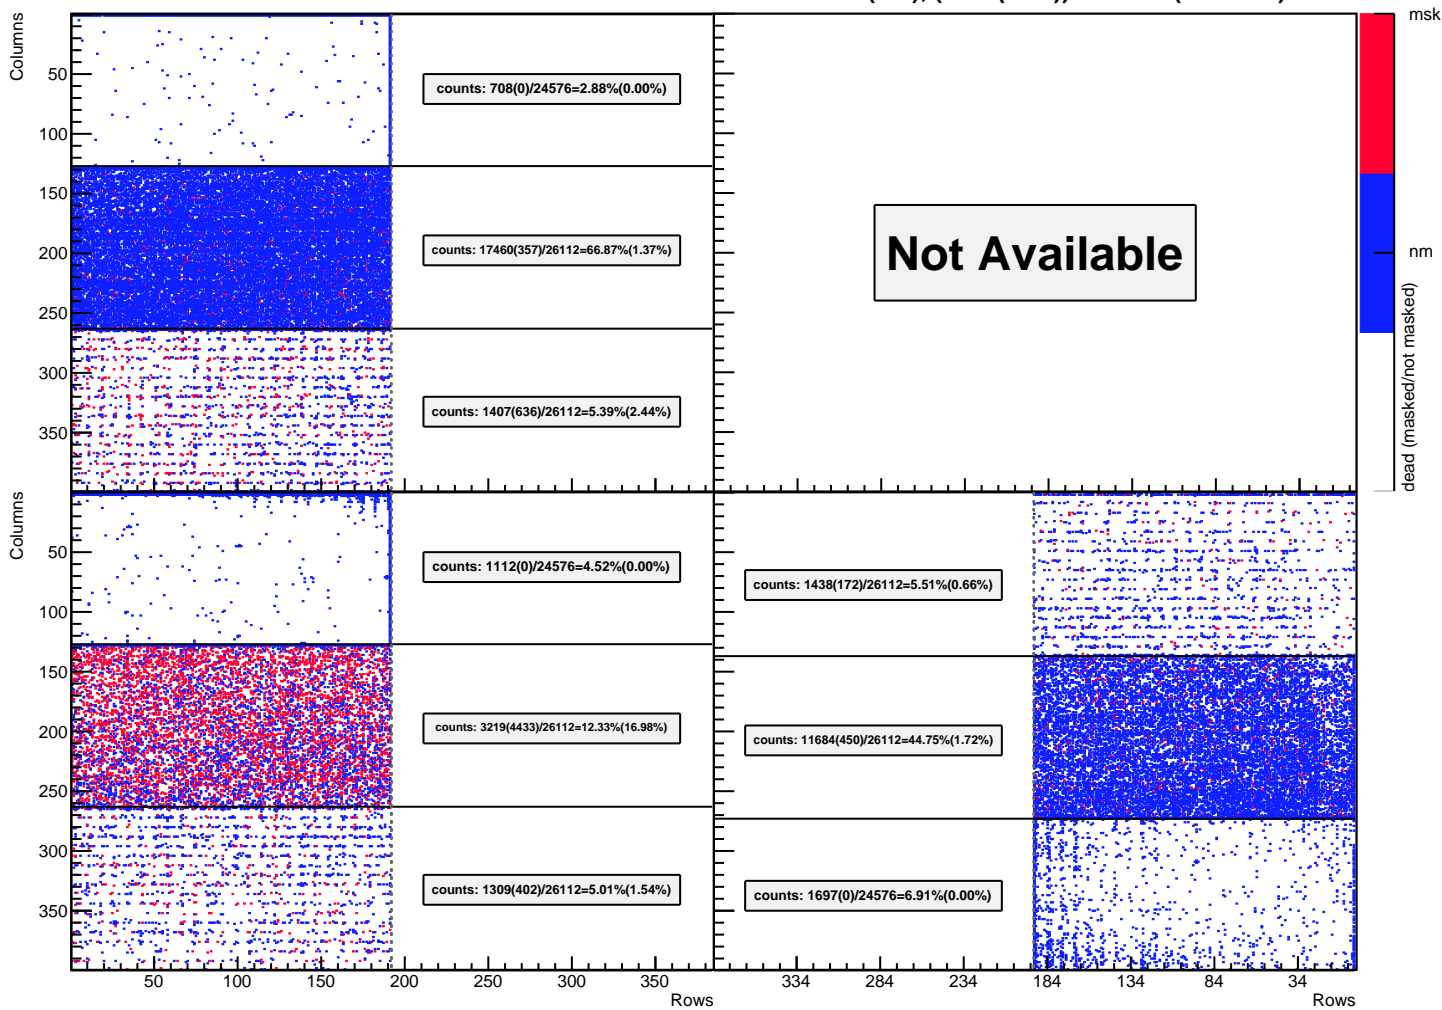 msk
Columns
50
100
150
200
250
300
350
counts: 708(0)/24576=2.88%(0.00%)
counts: 17460(357)/26112=66.87%(1.37%)
counts: 1407(636)/26112=5.39%(2.44%)
Not Available
nm
dead (masked/not masked)
Columns
50
100
150
200
250
300
350
counts: 1112(0)/24576=4.52%(0.00%)
counts: 3219(4433)/26112=12.33%(16.98%)
counts: 1309(402)/26112=5.01%(1.54%)
counts: 1438(172)/26112=5.51%(0.66%)
counts: 11684(450)/26112=44.75%(1.72%)
counts: 1697(0)/24576=6.91%(0.00%)
50 100 150 200 250 300 350
Rows
334 284 234 184 134 84 34
Rows